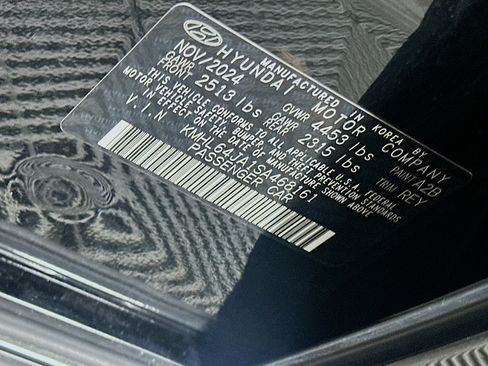 MANUFACTURED IN KOREA BY
HYUNDAI MOTOR COMPANY
NOV/2024 GVWR 4453 lbs PAINT A2B
GAWR FRONT 2513 lbs GAWR REAR 2315 lbs TRIM REY
THIS VEHICLE CONFORMS TO ALL APPLICABLE U.S.A. FEDERAL
MOTOR VEHICLE SAFETY, BUMPER, AND THEFT PREVENTION STANDARDS
IN EFFECT ON THE DATE OF MANUFACTURE SHOWN ABOVE
V.I.N KMHL64JA1SA468161
PASSENGER CAR